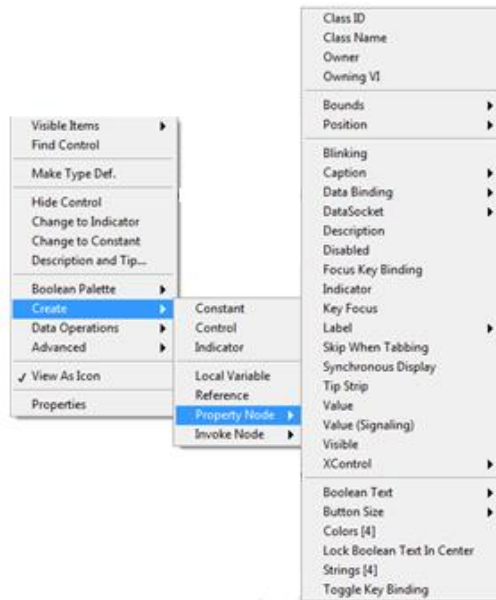 Visible Items
Find Control
Make Type Def.
Hide Control
Change to Indicator
Change to Constant
Description and Tip...
Boolean Palette
Create
Data Operations
Advanced
View As Icon
Properties
Constant
Control
Indicator
Local Variable
Reference
Property Node
Invoke Node
Class ID
Class Name
Owner
Owning VI
Bounds
Position
Blinking
Caption
Data Binding
DataSocket
Description
Disabled
Focus Key Binding
Indicator
Key Focus
Label
Skip When Tabbing
Synchronous Display
Tip Strip
Value
Value (Signaling)
Visible
XControl
Boolean Text
Button Size
Colors [4]
Lock Boolean Text In Center
Strings [4]
Toggle Key Binding